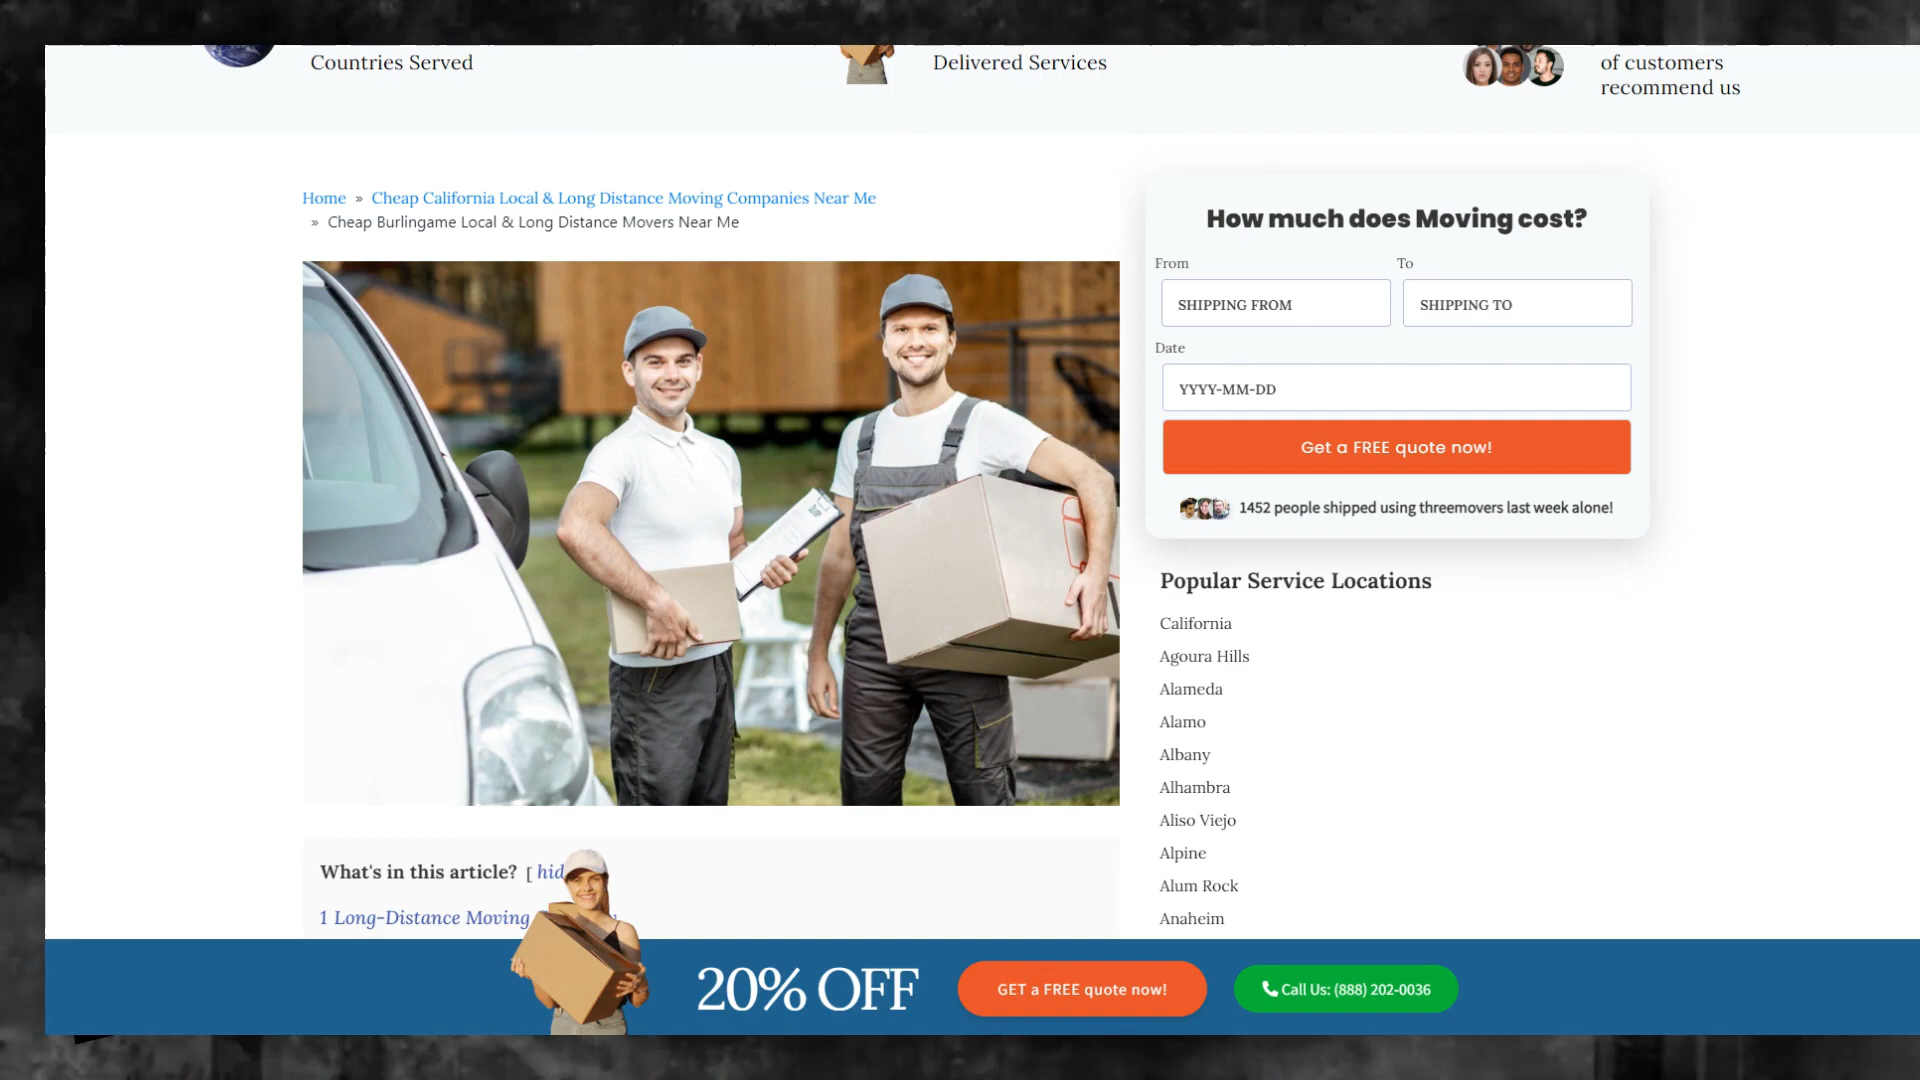 Countries Served
Delivered Services
of customers
recommend us
Home » Cheap California Local & Long Distance Moving Companies Near Me
» Cheap Burlingame Local & Long Distance Movers Near Me
How much does Moving cost?
From
To
SHIPPING FROM
SHIPPING TO
Date
YYYY-MM-DD
Get a FREE quote now!
1452 people shipped using threemovers last week alone!
Popular Service Locations
California
Agoura Hills
Alameda
Alamo
Albany
Alhambra
Aliso Viejo
Alpine
Alum Rock
Anaheim
What's in this article? [ hid
1 Long-Distance Moving
20% OFF
GET a FREE quote now!
Call Us: (888) 202-0036